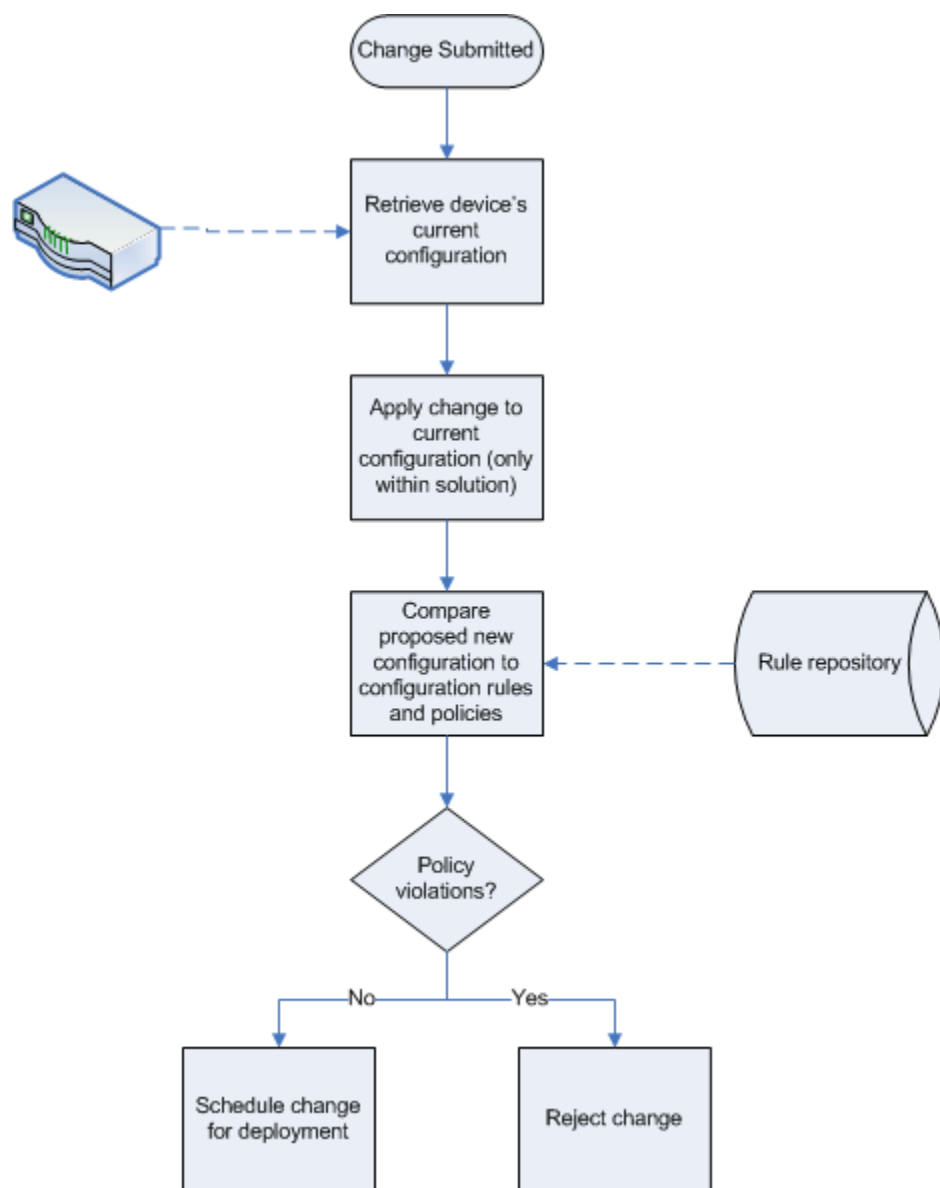 Change Submitted
Retrieve device's
current
configuration
Apply change to
current
configuration (only
within solution)
Compare
proposed new
configuration to
configuration rules
and policies
Rule repository
Policy
violations?
No
Yes
Schedule change
for deployment
Reject change